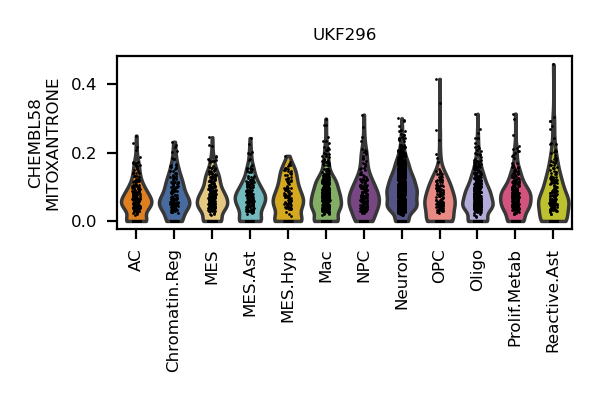 UKF296
CHEMBL58
MITOXANTRONE
0.4
0.2
0.0
AC
Chromatin.Reg
MES
MES.Ast
MES.Hyp
Mac
NPC
Neuron
OPC
Oligo
Prolif.Metab
Reactive.Ast